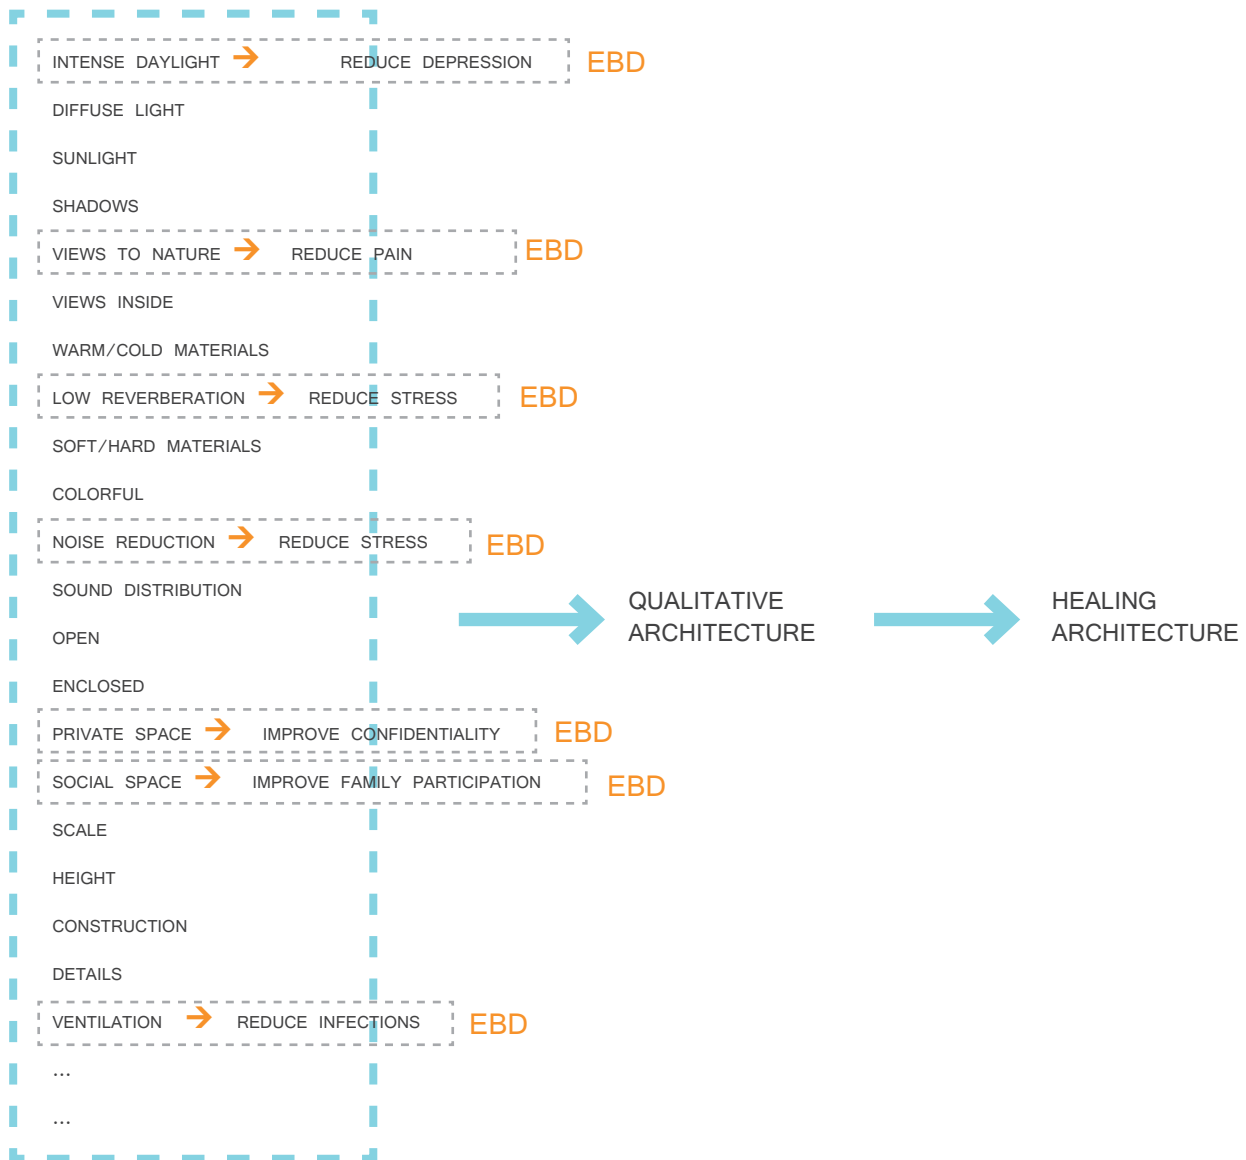 INTENSE DAYLIGHT → REDUCE DEPRESSION EBD
DIFFUSE LIGHT
SUNLIGHT
SHADOWS
VIEWS TO NATURE → REDUCE PAIN EBD
VIEWS INSIDE
WARM/COLD MATERIALS
LOW REVERBERATION → REDUCE STRESS EBD
SOFT/HARD MATERIALS
COLORFUL
NOISE REDUCTION → REDUCE STRESS EBD
SOUND DISTRIBUTION
OPEN
ENCLOSED
PRIVATE SPACE → IMPROVE CONFIDENTIALITY EBD
SOCIAL SPACE → IMPROVE FAMILY PARTICIPATION EBD
SCALE
HEIGHT
CONSTRUCTION
DETAILS
VENTILATION → REDUCE INFECTIONS EBD
...
...
QUALITATIVE
ARCHITECTURE
HEALING
ARCHITECTURE